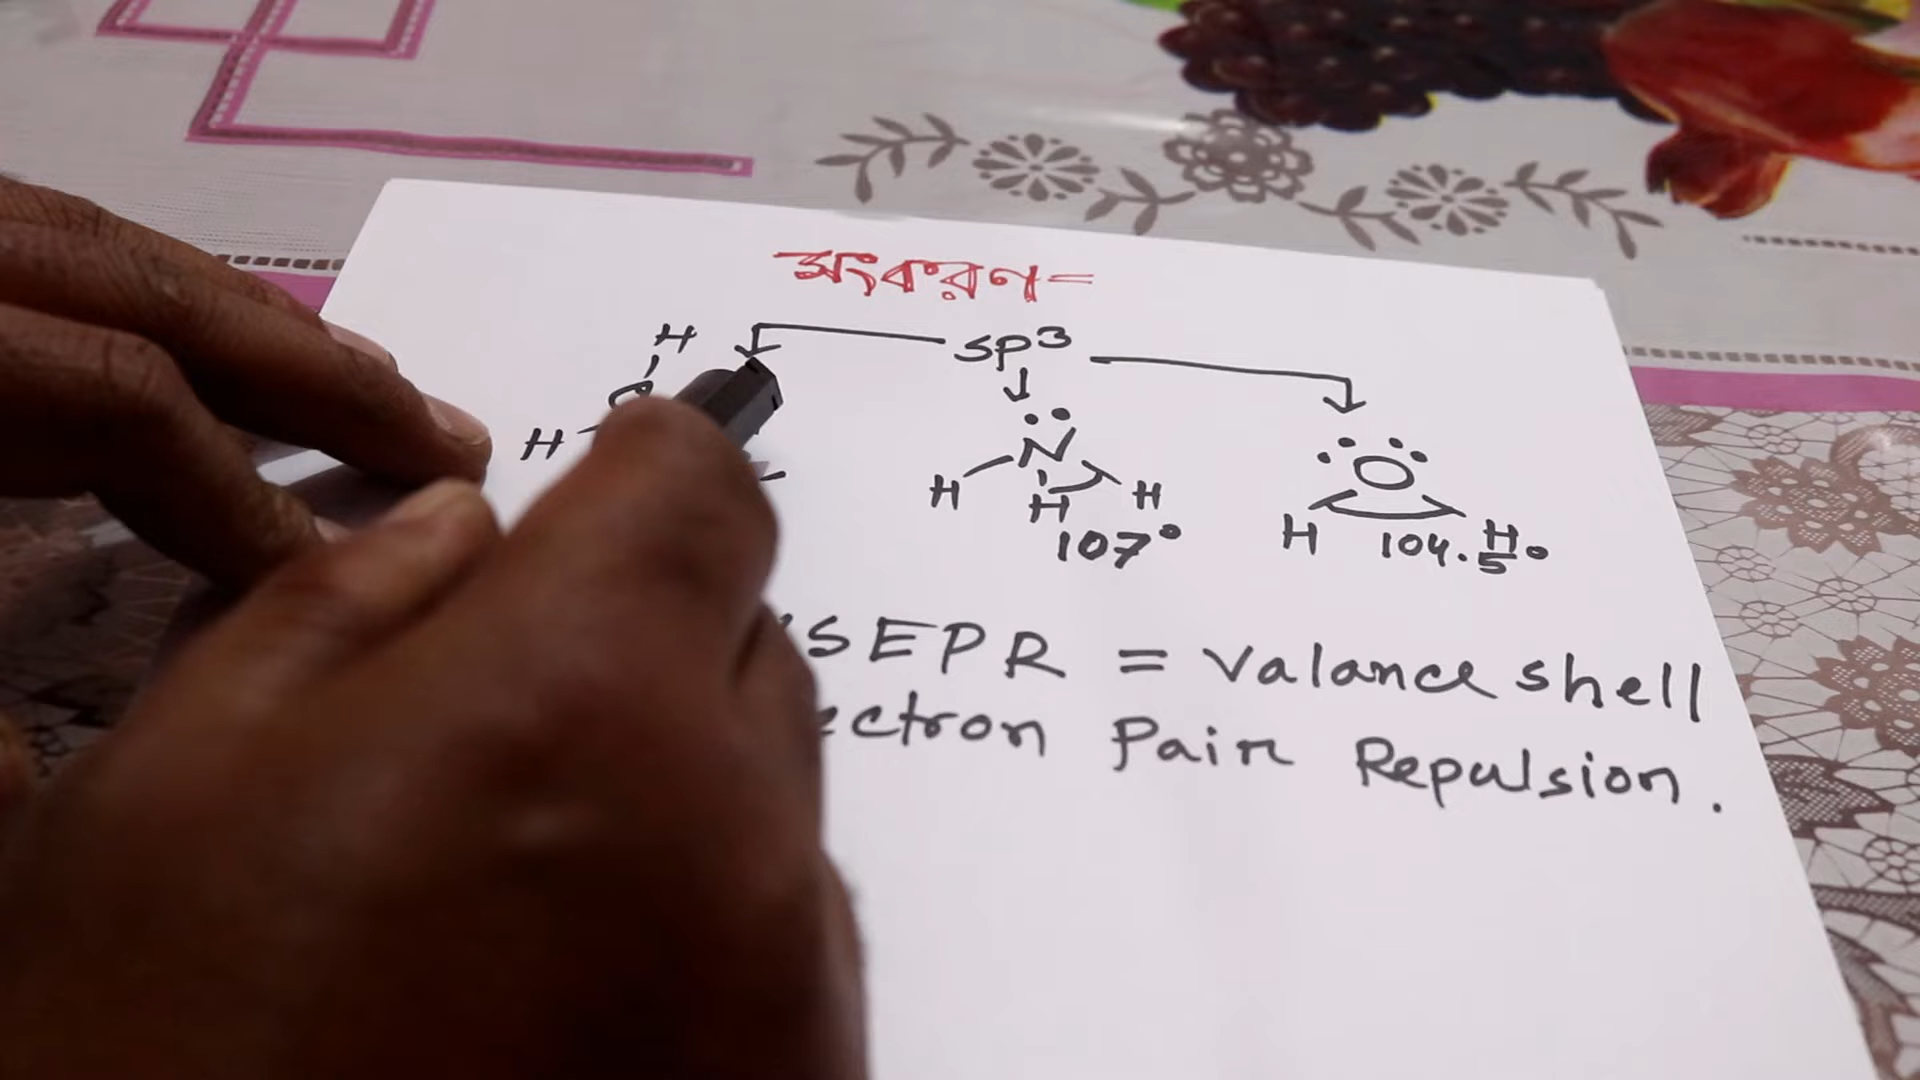 সংকরণ=
SP³
H
C
H
N
H H H
107°
O
H H
104.5°
SEPR = Valance shell
ectron Pair Repulsion.